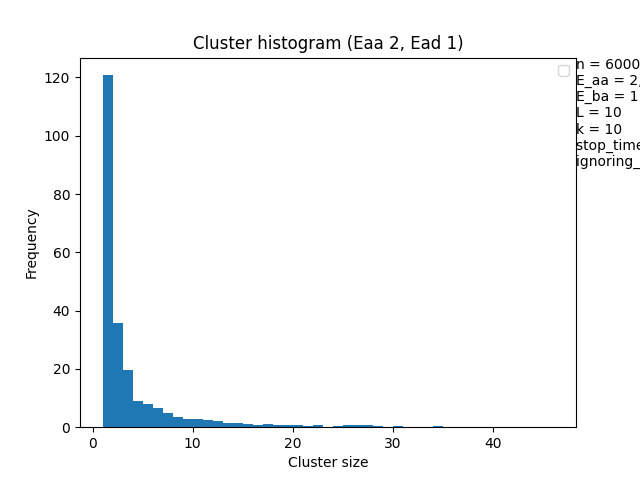 Cluster histogram (Eaa 2, Ead 1)
n = 6000
E_aa = 2,
E_ba = 1
L = 10
k = 10
stop_time
ignoring_
120
100
80
60
40
20
0
Frequency
0 10 20 30 40
Cluster size